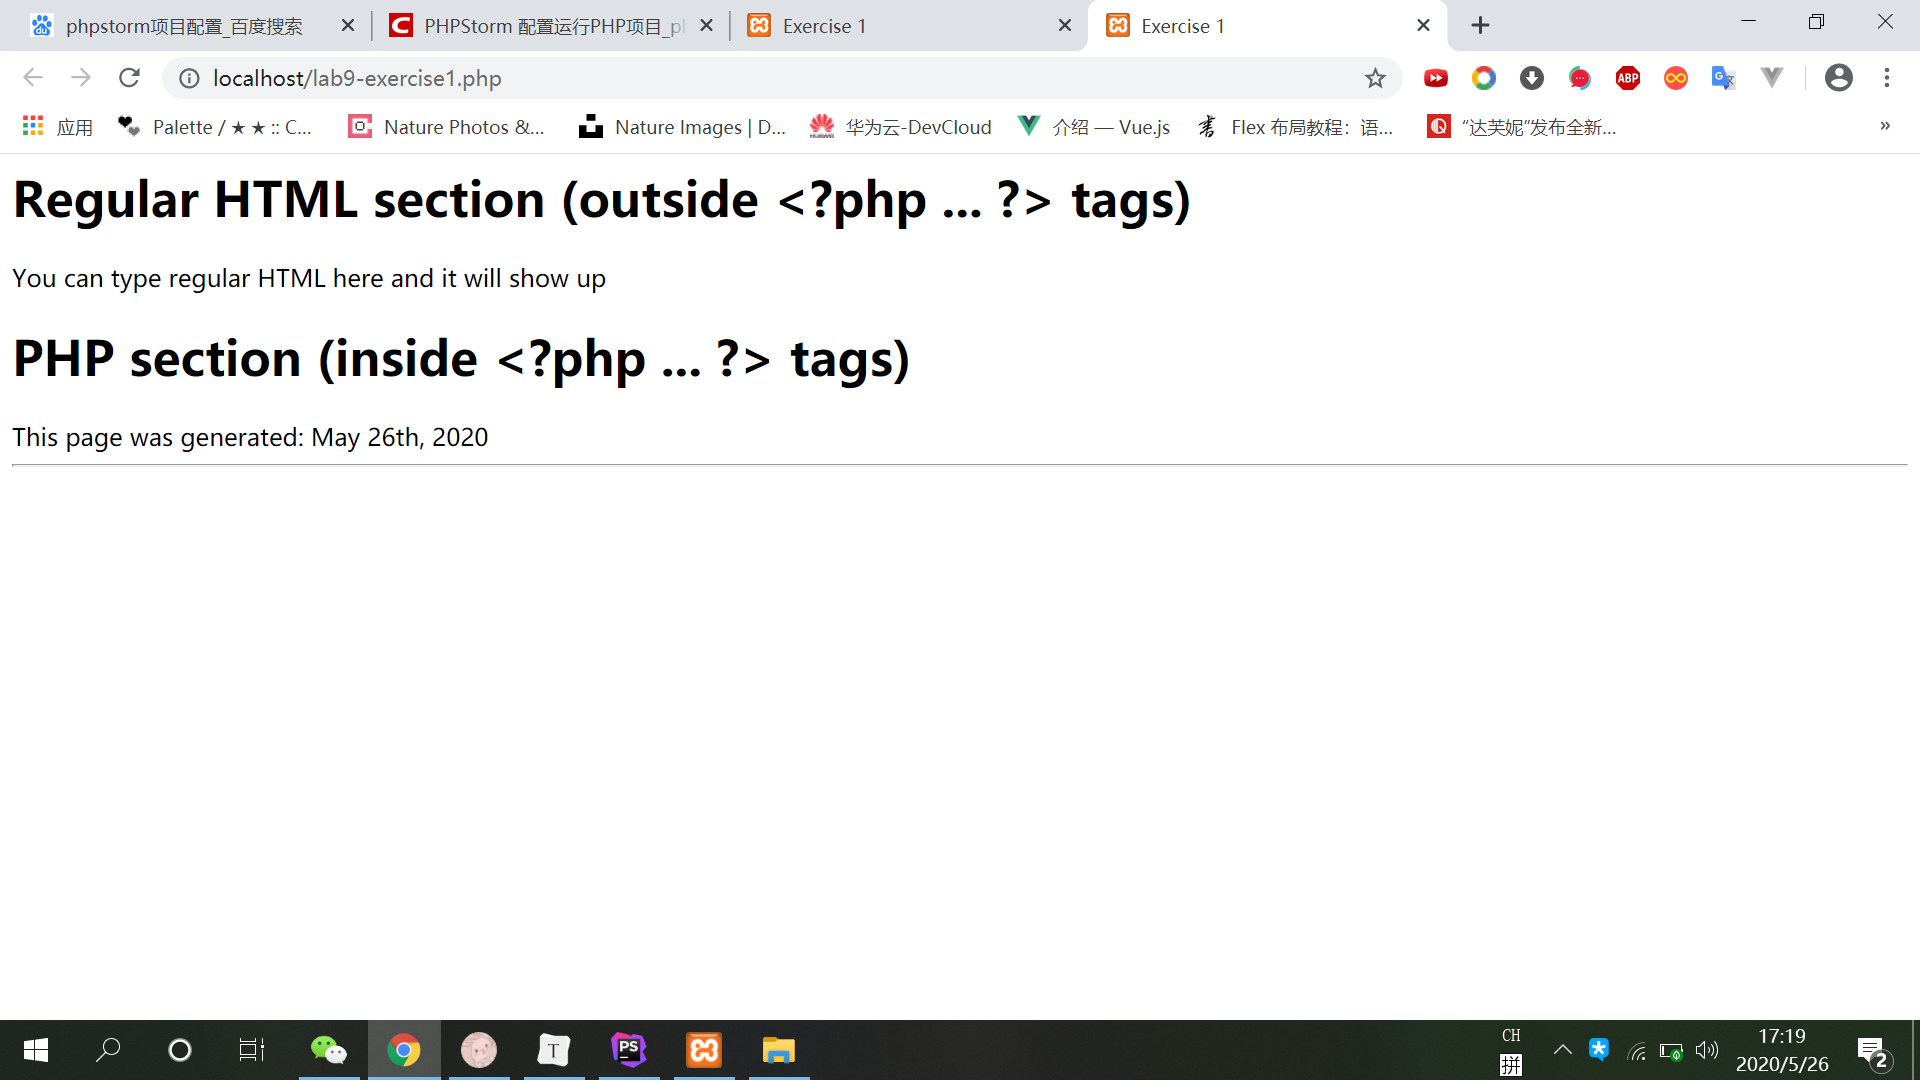 phpstorm项目配置_百度搜索
PHPStorm 配置运行PHP项目_ph
Exercise 1
Exercise 1
localhost/lab9-exercise1.php
ABP
应用
Palette / ★ ★ :: C...
Nature Photos &...
Nature Images | D...
华为云-DevCloud
介绍 — Vue.js
Flex 布局教程：语...
“达芙妮”发布全新...
»
Regular HTML section (outside <?php ... ?> tags)
You can type regular HTML here and it will show up
PHP section (inside <?php ... ?> tags)
This page was generated: May 26th, 2020
T
PS
CH
拼
17:19
2020/5/26
2